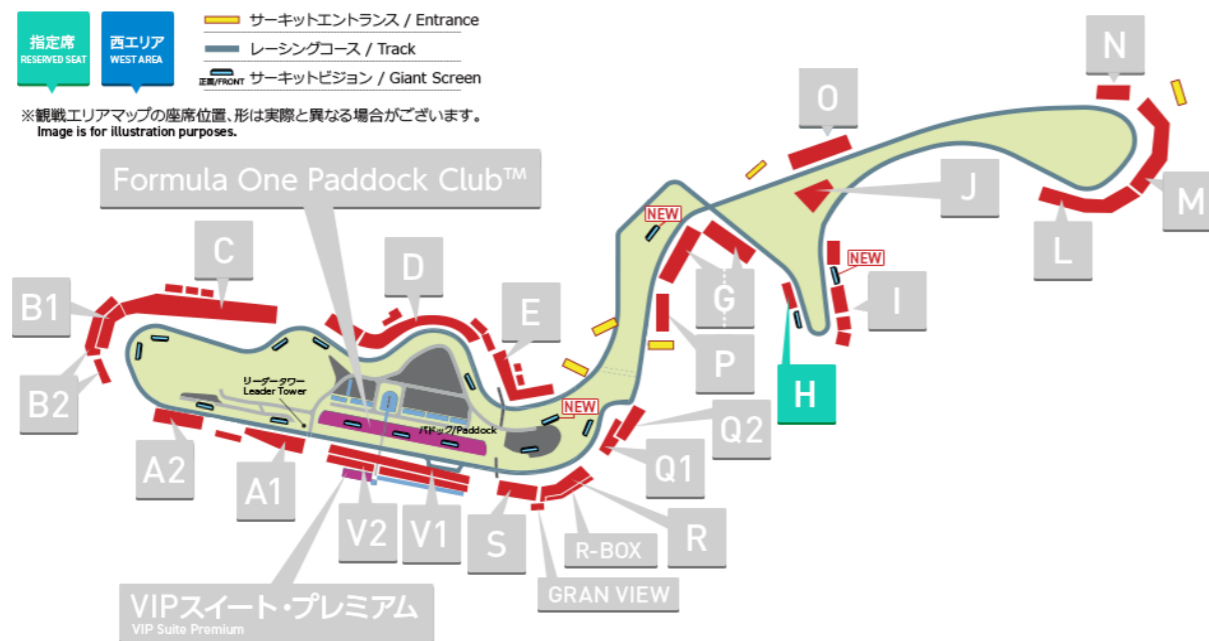 指定席
RESERVED SEAT
西エリア
WEST AREA
サーキットエントランス / Entrance
レーシングコース / Track
正面/FRONT サーキットビジョン / Giant Screen
※観戦エリアマップの座席位置、形は実際と異なる場合がございます。
Image is for illustration purposes.
Formula One Paddock Club™
N
O
J
M
L
NEW
C
D
G
NEW
I
B1
E
P
H
B2
リーダータワー
Leader Tower
パドック/Paddock
NEW
A2
A1
Q2
Q1
V2
V1
S
R-BOX
R
GRAN VIEW
VIPスイート・プレミアム
VIP Suite Premium